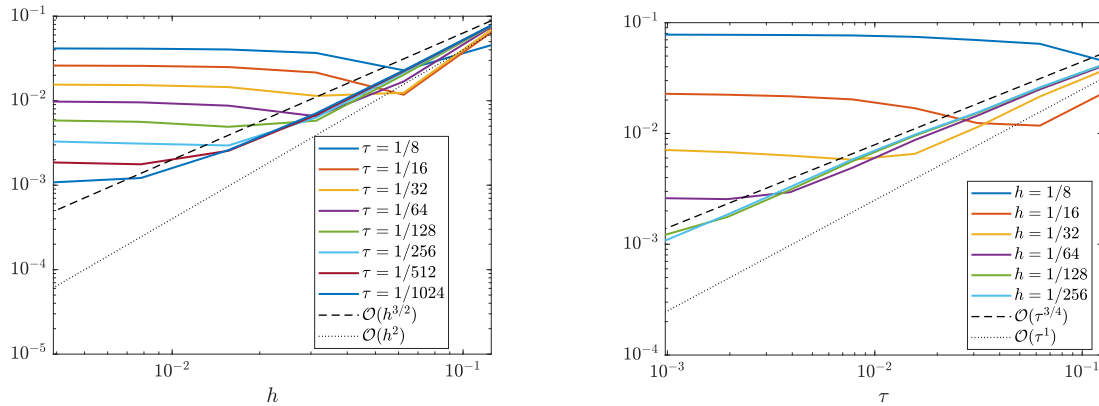 10^{-1}
10^{-2}
10^{-3}
10^{-4}
10^{-5}
10^{-2}
10^{-1}
h
τ = 1/8
τ = 1/16
τ = 1/32
τ = 1/64
τ = 1/128
τ = 1/256
τ = 1/512
τ = 1/1024
𝒪(h^{3/2})
𝒪(h^2)
10^{-1}
10^{-2}
10^{-3}
10^{-4}
10^{-3}
10^{-2}
10^{-1}
τ
h = 1/8
h = 1/16
h = 1/32
h = 1/64
h = 1/128
h = 1/256
𝒪(τ^{3/4})
𝒪(τ^1)